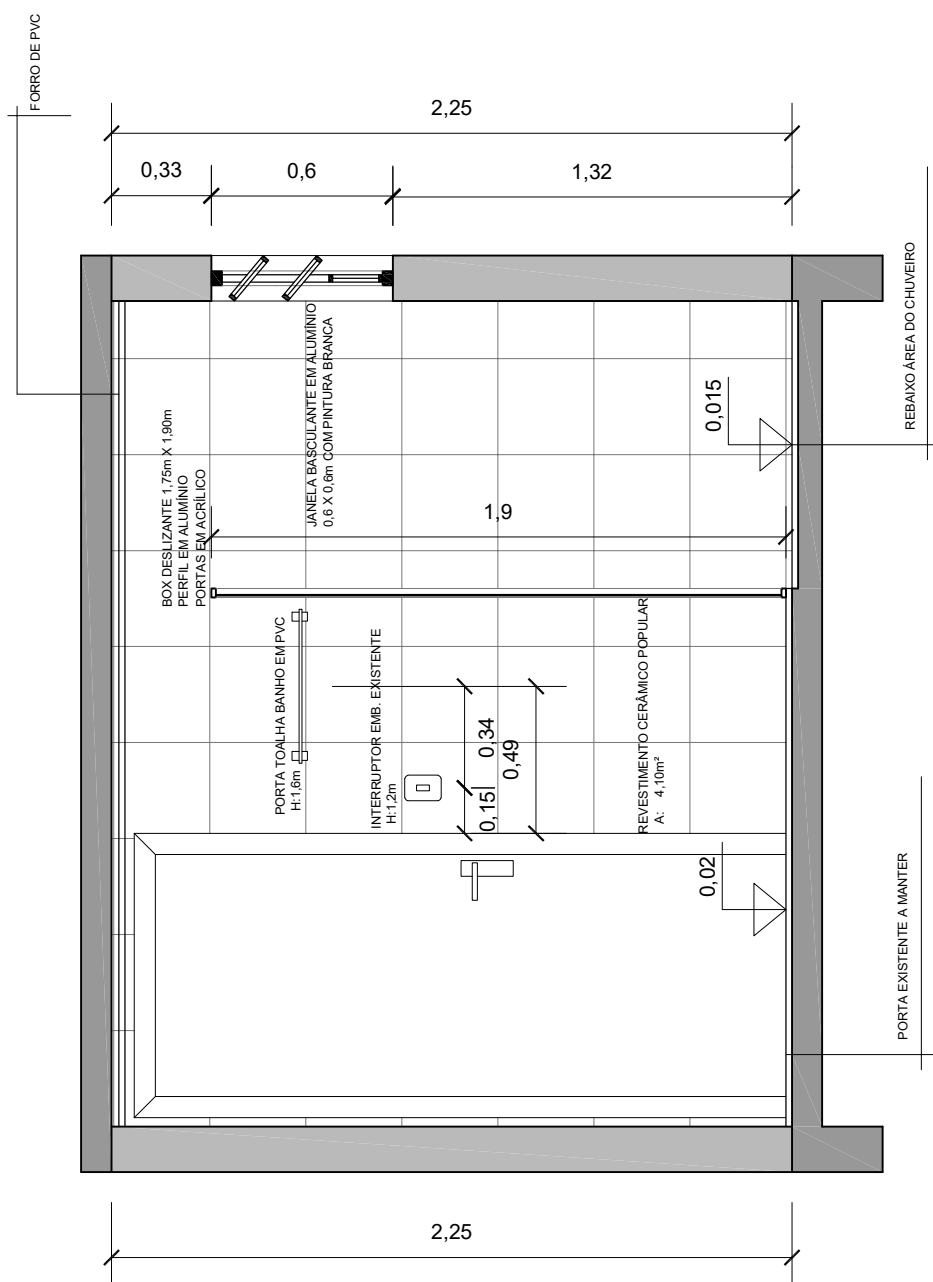 FORRO DE PVC
2,25
0,33
0,6
1,32
REBAIXO ÁREA DO CHUVEIRO
JANELA BASCULANTE EM ALUMÍNIO
0,6 X 0,6m COM PINTURA BRANCA
0,015
BOX DESLIZANTE 1,75m X 1,90m
PERFIL EM ALUMÍNIO
PORTAS EM ACRÍLICO
1,9
PORTA TOALHA BANHO EM PVC
H:1,6m
INTERRUPTOR EMB. EXISTENTE
H:1,2m
0,34
0,15
0,49
REVESTIMENTO CERÂMICO POPULAR
A: 4,10m²
0,02
PORTA EXISTENTE A MANTER
2,25